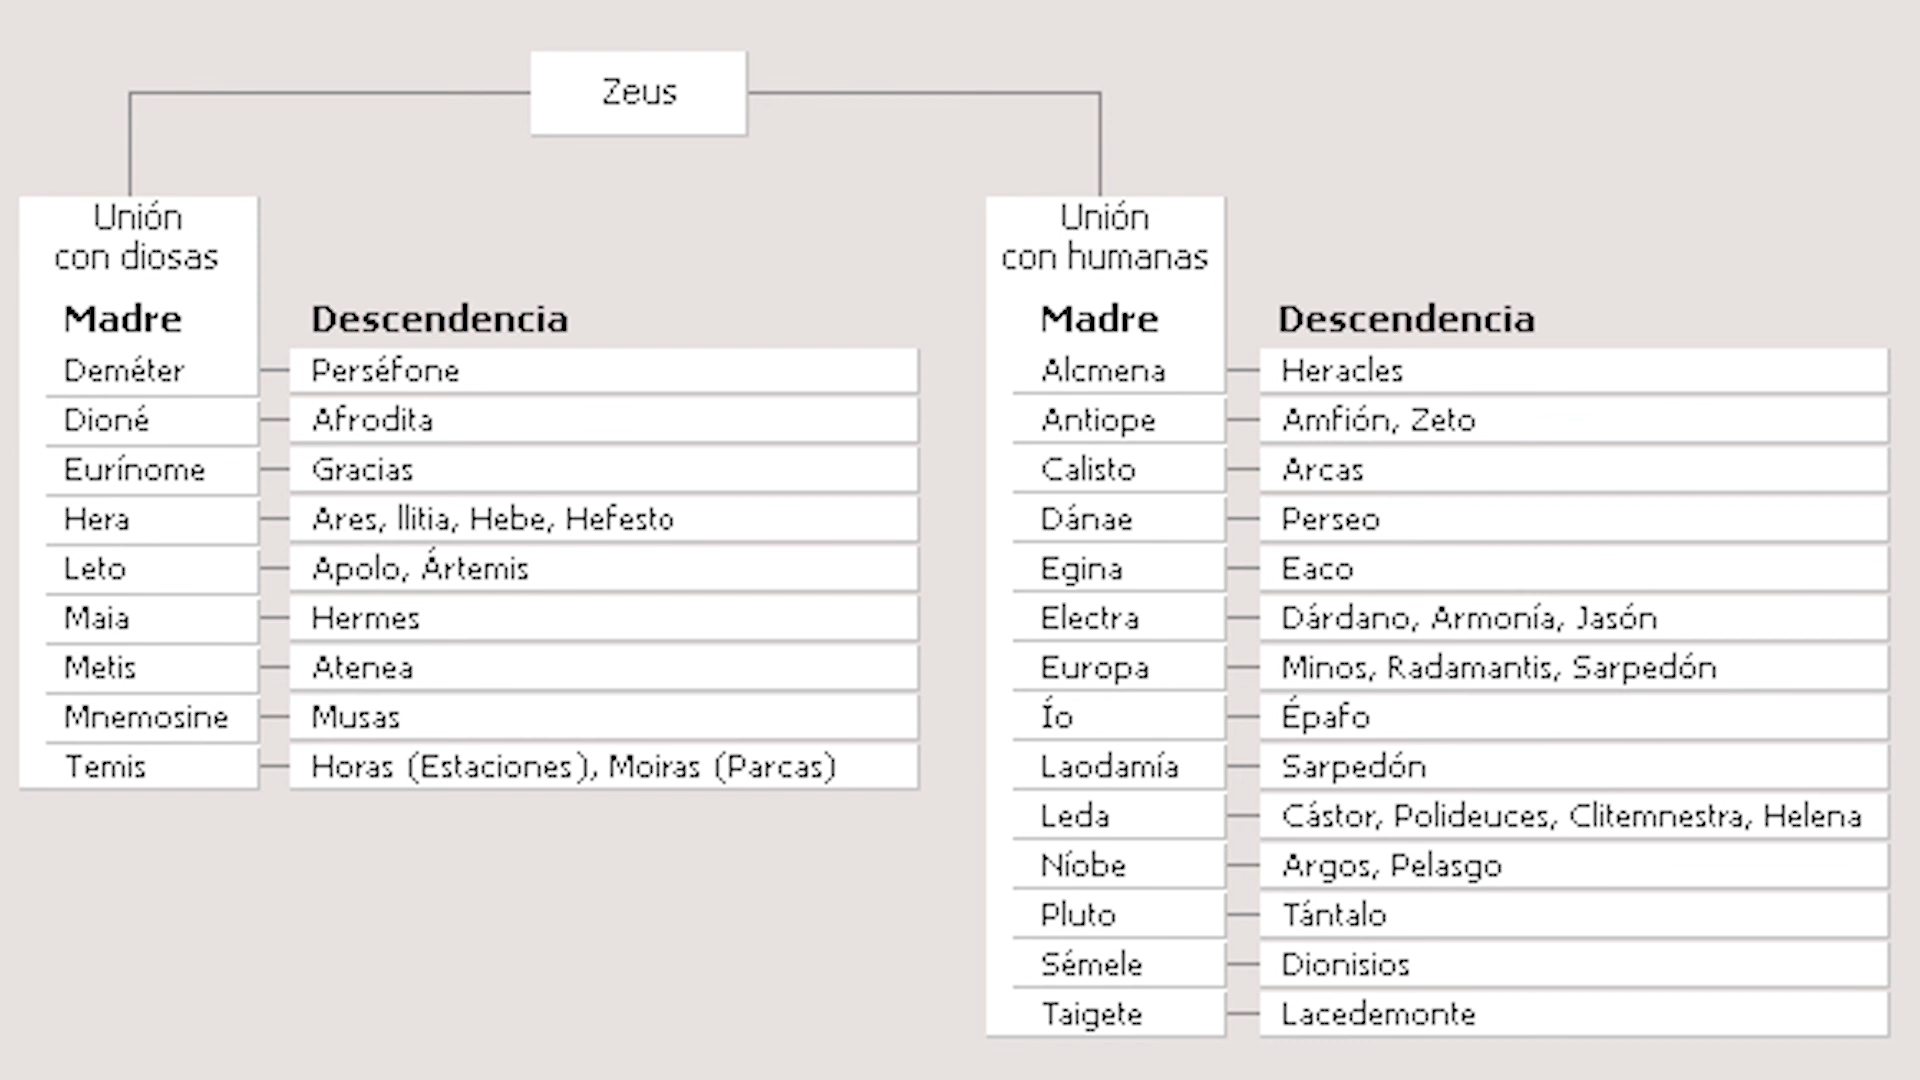 Zeus
Unión
con diosas
Madre Descendencia
Deméter Perséfone
Dioné Afrodita
Eurínome Gracias
Hera Ares, llitia, Hebe, Hefesto
Leto Apolo, Ártemis
Maia Hermes
Metis Atenea
Mnemosine Musas
Temis Horas (Estaciones), Moiras (Parcas)
Unión
con humanas
Madre Descendencia
Alcmena Heracles
Antiope Amfión, Zeto
Calisto Arcas
Dánae Perseo
Egina Eaco
Electra Dárdano, Armonía, Jasón
Europa Minos, Radamantis, Sarpedón
Ío Épafo
Laodamía Sarpedón
Leda Cástor, Polideuces, Clitemnestra, Helena
Níobe Argos, Pelasgo
Pluto Tántalo
Sémele Dionisios
Taigete Lacedemonte